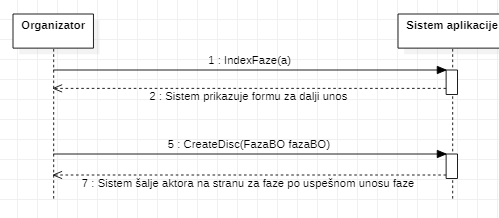 Organizator
Sistem aplikacije
1 : IndexFaze(a)
2 : Sistem prikazuje formu za dalji unos
5 : CreateDisc(FazaBO fazaBO)
7 : Sistem šalje aktora na stranu za faze po uspešnom unosu faze